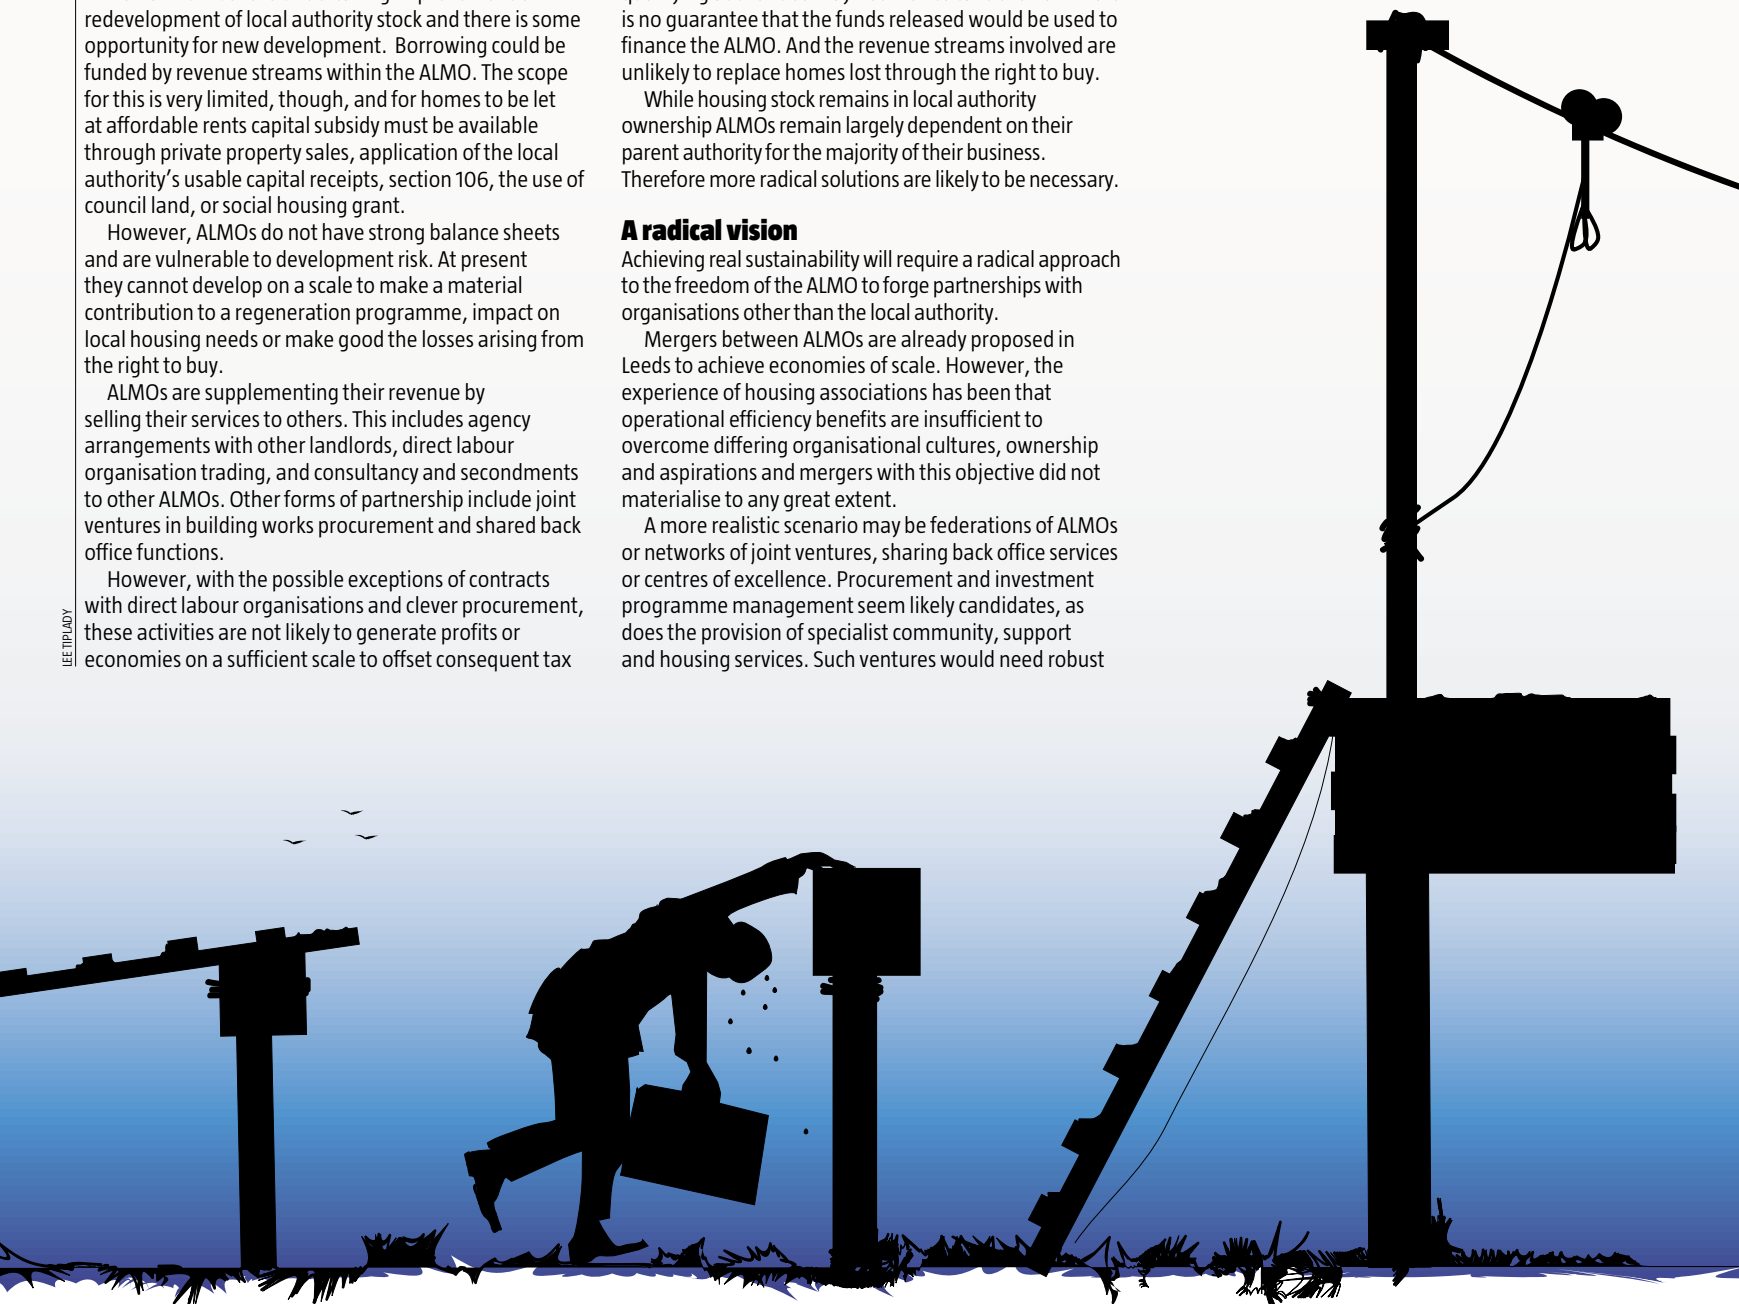 redevelopment of local authority stock and there is some
opportunity for new development.  Borrowing could be
funded by revenue streams within the ALMO. The scope
for this is very limited, though, and for homes to be let
at affordable rents capital subsidy must be available
through private property sales, application of the local
authority’s usable capital receipts, section 106, the use of
council land, or social housing grant.
However, ALMOs do not have strong balance sheets
and are vulnerable to development risk. At present
they cannot develop on a scale to make a material
contribution to a regeneration programme, impact on
local housing needs or make good the losses arising from
the right to buy.
ALMOs are supplementing their revenue by
selling their services to others. This includes agency
arrangements with other landlords, direct labour
organisation trading, and consultancy and secondments
to other ALMOs. Other forms of partnership include joint
ventures in building works procurement and shared back
office functions.
However, with the possible exceptions of contracts
with direct labour organisations and clever procurement,
these activities are not likely to generate profits or
economies on a sufficient scale to offset consequent tax
is no guarantee that the funds released would be used to
finance the ALMO. And the revenue streams involved are
unlikely to replace homes lost through the right to buy.
While housing stock remains in local authority
ownership ALMOs remain largely dependent on their
parent authority for the majority of their business.
Therefore more radical solutions are likely to be necessary.
A radical vision
Achieving real sustainability will require a radical approach
to the freedom of the ALMO to forge partnerships with
organisations other than the local authority.
Mergers between ALMOs are already proposed in
Leeds to achieve economies of scale. However, the
experience of housing associations has been that
operational efficiency benefits are insufficient to
overcome differing organisational cultures, ownership
and aspirations and mergers with this objective did not
materialise to any great extent.
A more realistic scenario may be federations of ALMOs
or networks of joint ventures, sharing back office services
or centres of excellence. Procurement and investment
programme management seem likely candidates, as
does the provision of specialist community, support
and housing services. Such ventures would need robust
LEE TIPLADY